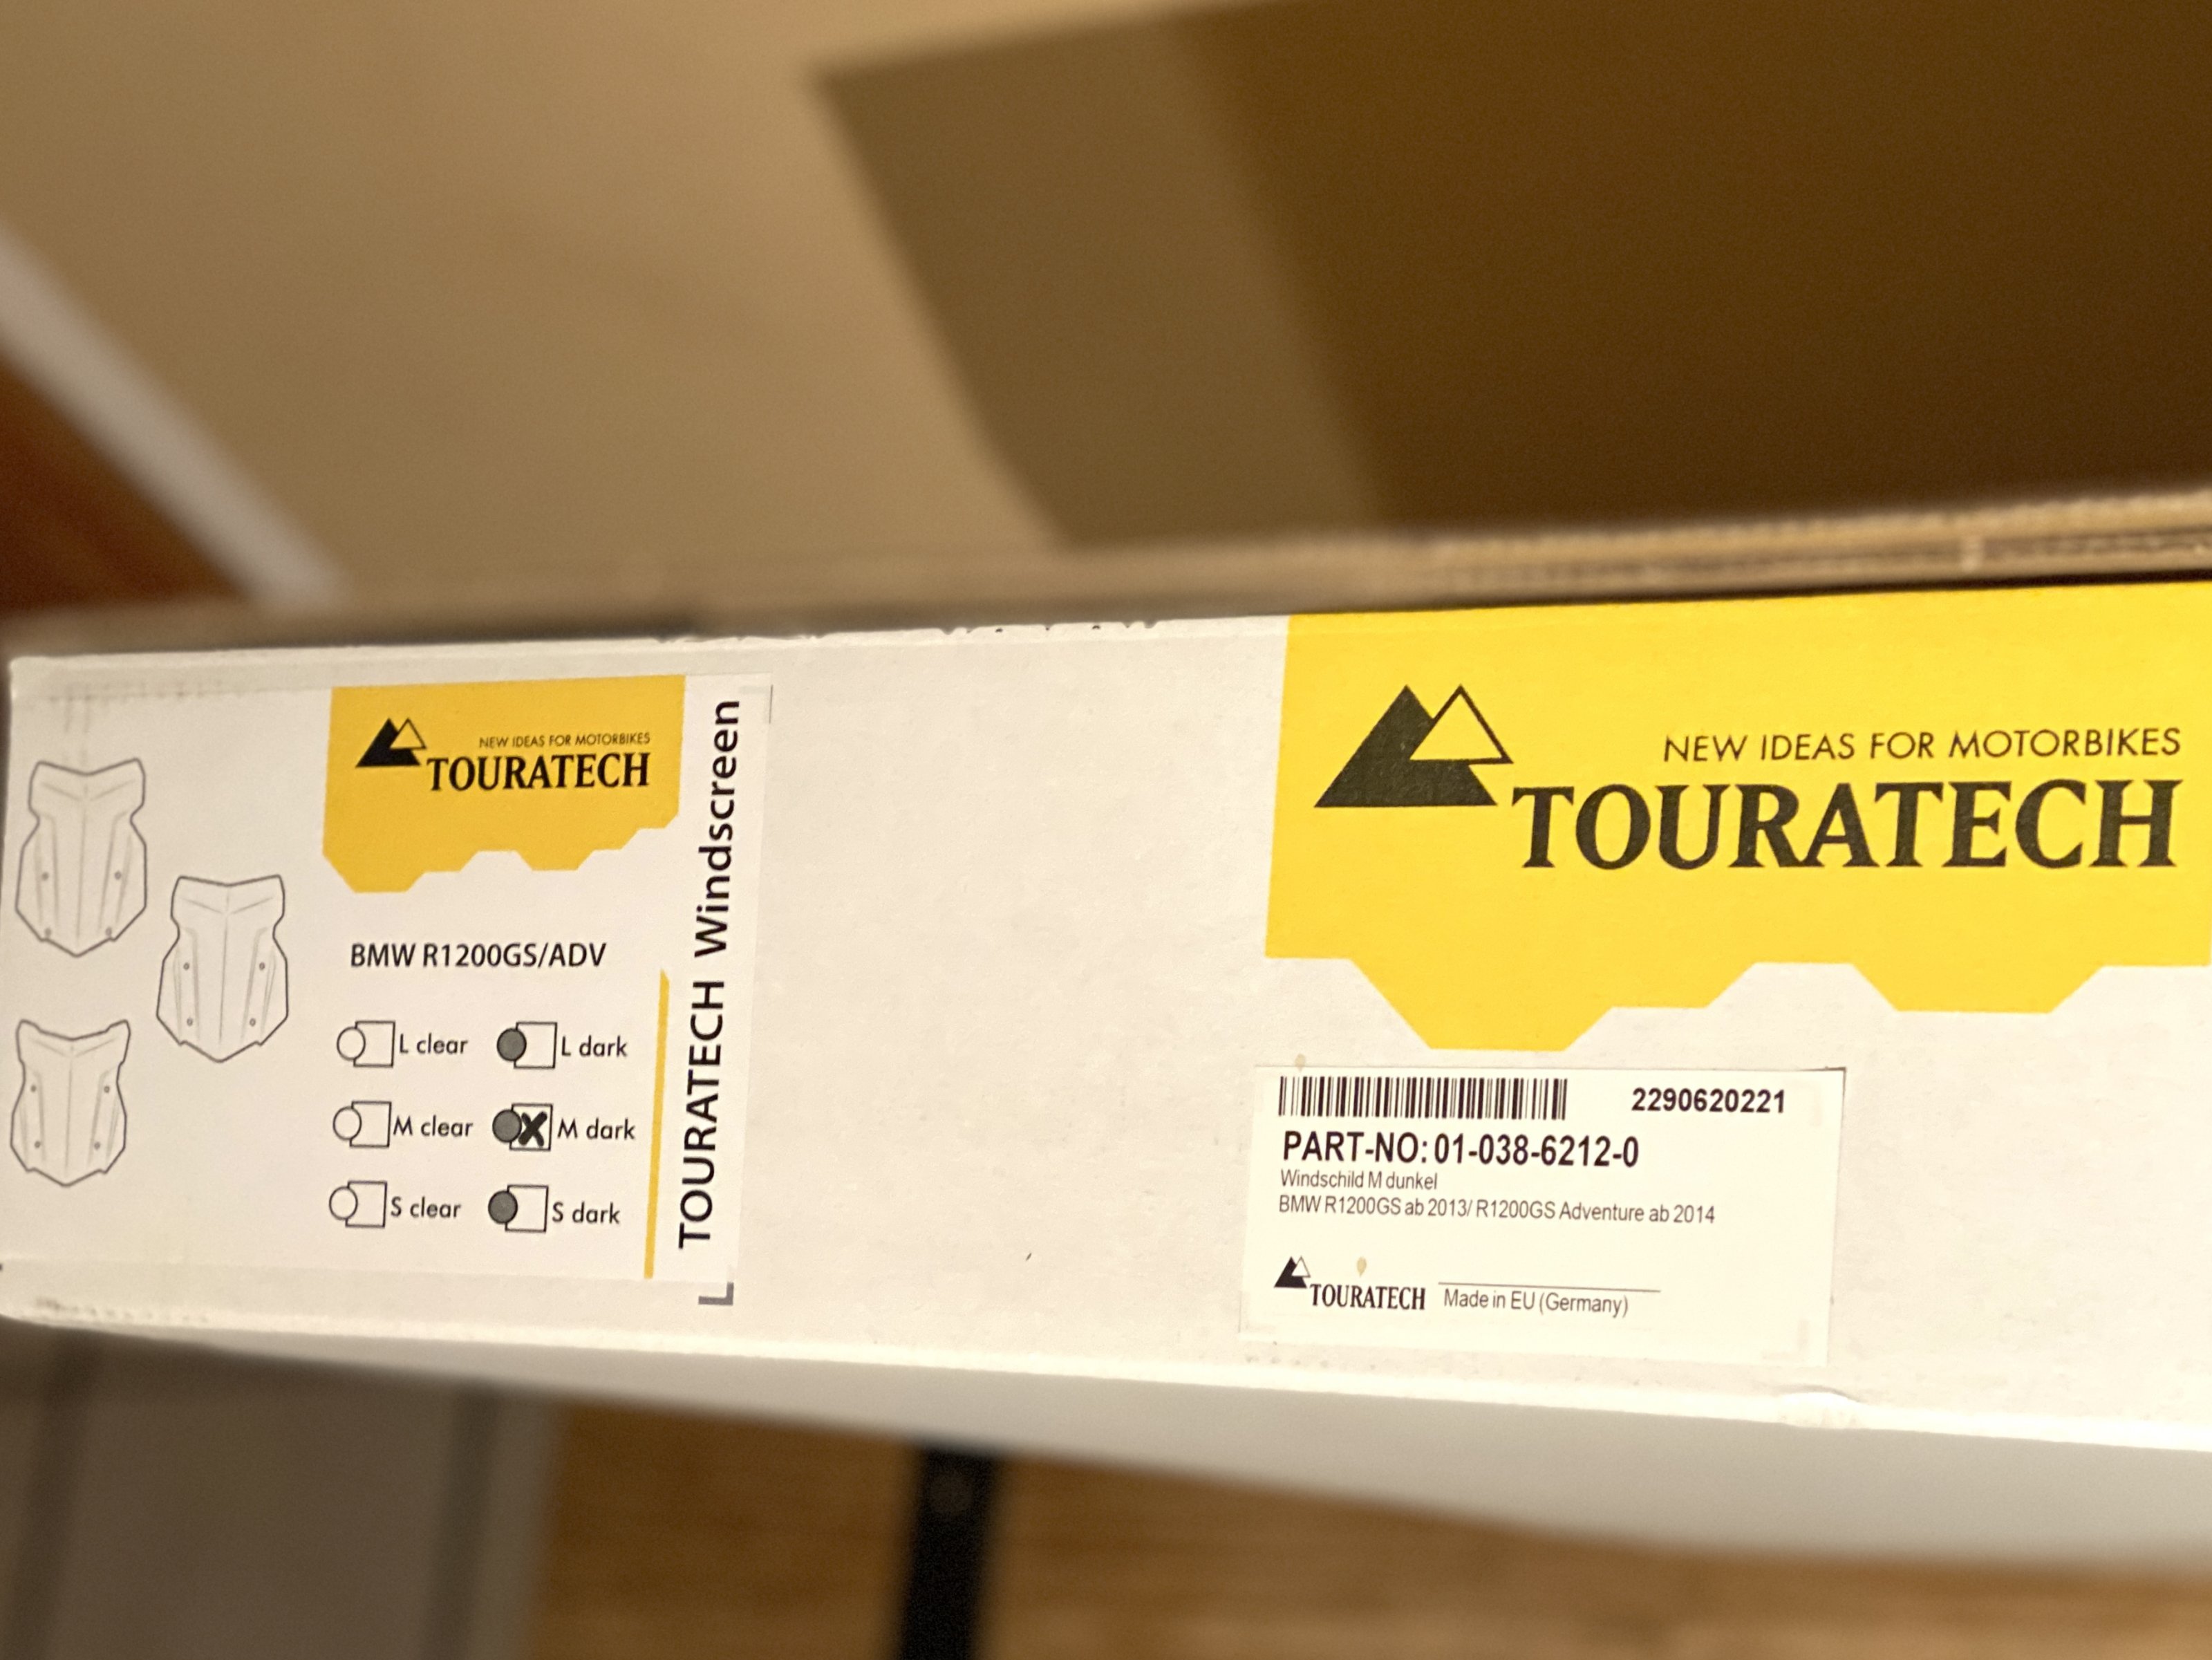 NEW IDEAS FOR MOTORBIKES
TOURATECH
BMW R1200GS/ADV
L clear
L dark
M clear
M dark
S clear
S dark
TOURATECH Windscreen
NEW IDEAS FOR MOTORBIKES
TOURATECH
2290620221
PART-NO: 01-038-6212-0
Windschild M dunkel
BMW R1200GS ab 2013/ R1200GS Adventure ab 2014
TOURATECH Made in EU (Germany)